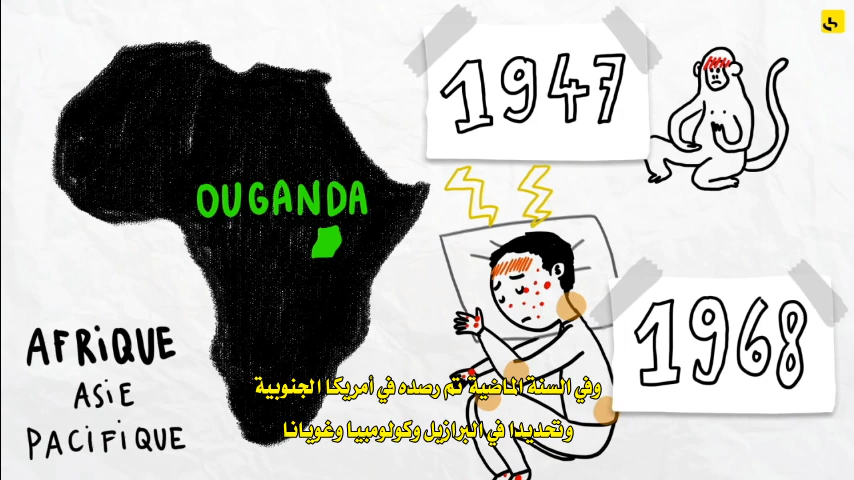 1947
OUGANDA
1968
AFRIQUE
ASIE
PACIFIQUE
وفي السنة الماضية تم رصده في أمريكا الجنوبية
وتحديدا في البرازيل وكولومبيا وغويانا